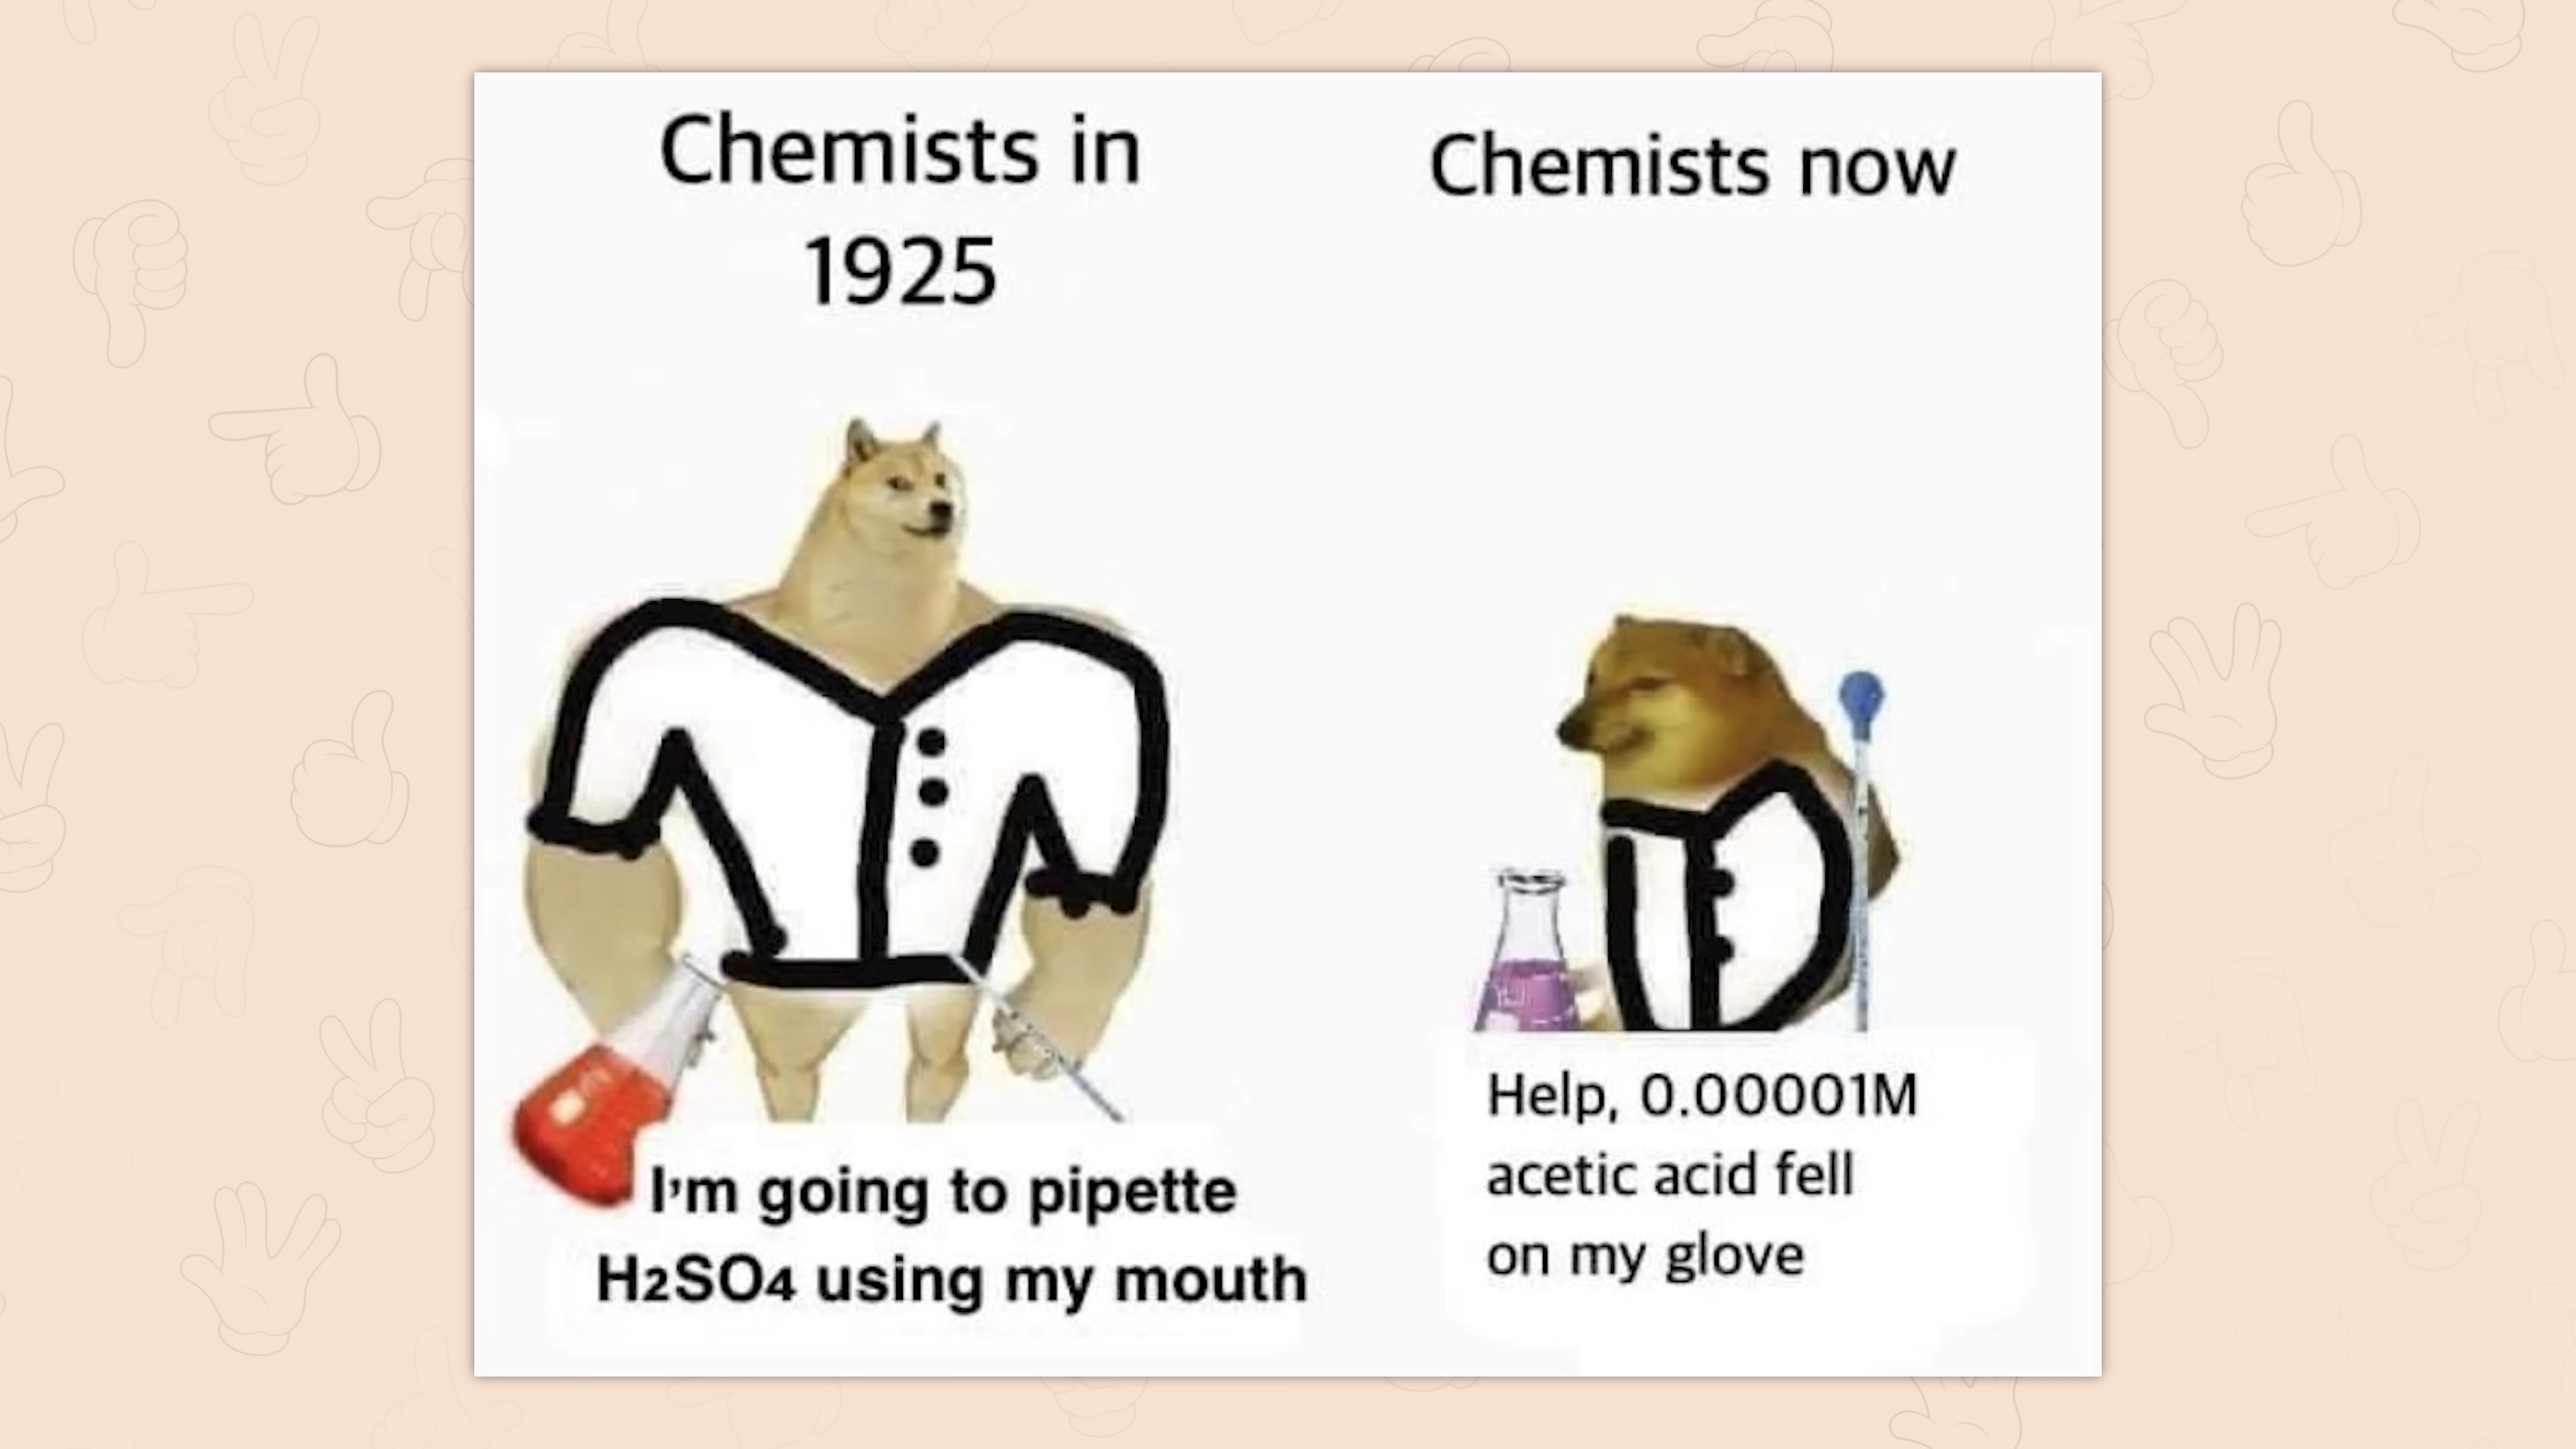 Chemists in
1925
Chemists now
I'm going to pipette
H2SO4 using my mouth
Help, 0.00001M
acetic acid fell
on my glove